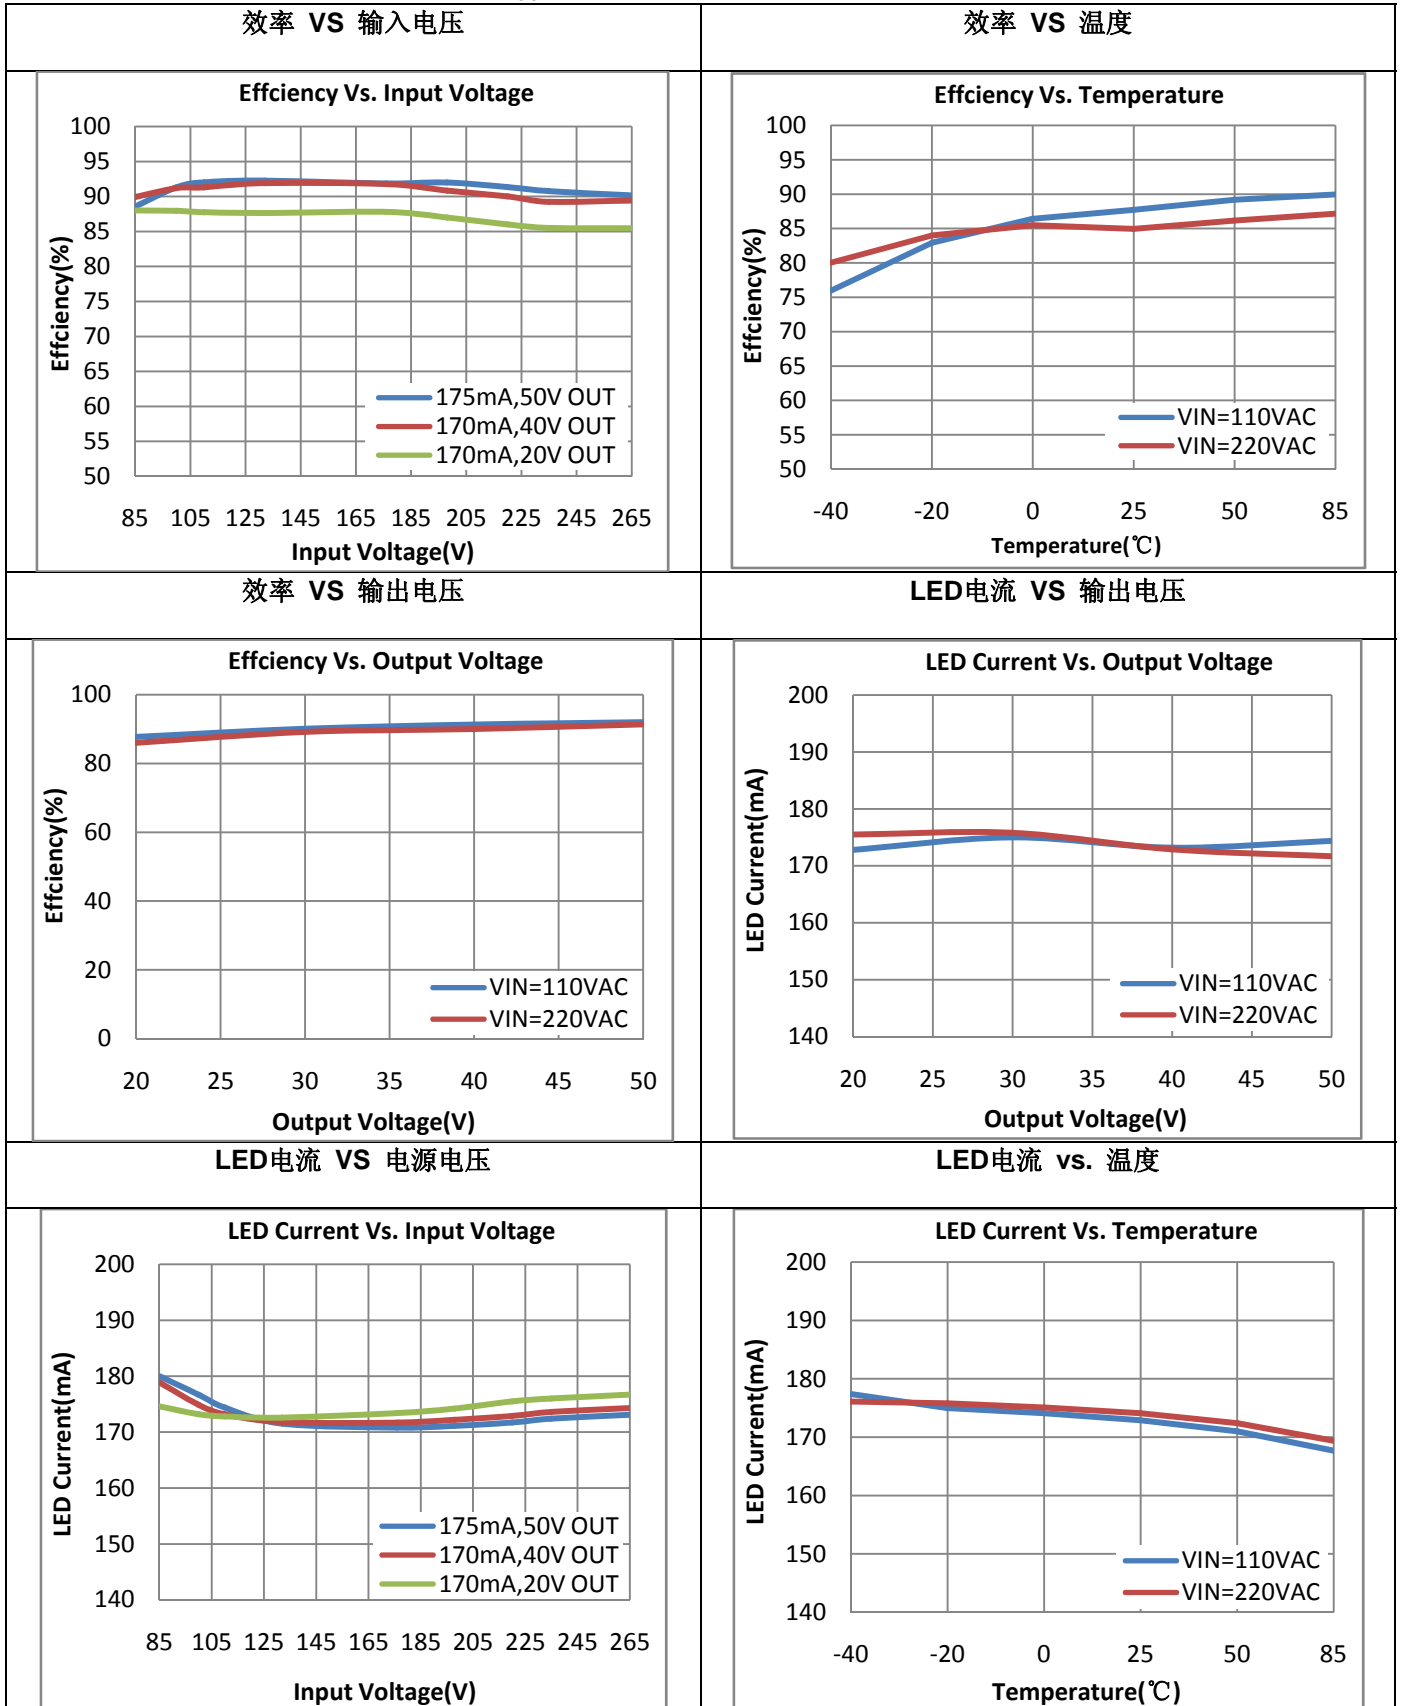 效率 VS 输入电压
效率 VS 温度
Effciency Vs. Input Voltage
100
95
90
85
80
75
70
65
60
55
50
Effciency(%)
175mA,50V OUT
170mA,40V OUT
170mA,20V OUT
85 105 125 145 165 185 205 225 245 265
Input Voltage(V)
Effciency Vs. Temperature
100
95
90
85
80
75
70
65
60
55
50
Effciency(%)
VIN=110VAC
VIN=220VAC
-40 -20 0 25 50 85
Temperature(℃)
效率 VS 输出电压
LED电流 VS 输出电压
Effciency Vs. Output Voltage
100
80
60
40
20
0
Effciency(%)
VIN=110VAC
VIN=220VAC
20 25 30 35 40 45 50
Output Voltage(V)
LED Current Vs. Output Voltage
200
190
180
170
160
150
140
LED Current(mA)
VIN=110VAC
VIN=220VAC
20 25 30 35 40 45 50
Output Voltage(V)
LED电流 VS 电源电压
LED电流 vs. 温度
LED Current Vs. Input Voltage
200
190
180
170
160
150
140
LED Current(mA)
175mA,50V OUT
170mA,40V OUT
170mA,20V OUT
85 105 125 145 165 185 205 225 245 265
Input Voltage(V)
LED Current Vs. Temperature
200
190
180
170
160
150
140
LED Current(mA)
VIN=110VAC
VIN=220VAC
-40 -20 0 25 50 85
Temperature(℃)